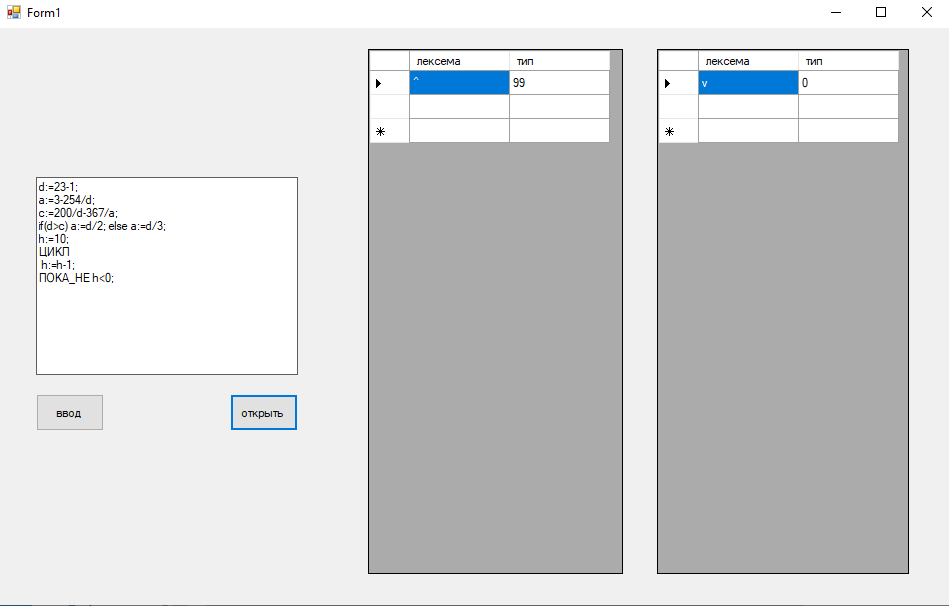 Form1
d:=23-1;
a:=3-254/d;
c:=200/d-367/a;
if(d>c) a:=d/2; else a:=d/3;
h:=10;
ЦИКЛ
h:=h-1;
ПОКА_НЕ h<0;
ввод
открыть
лексема тип
^ 99
лексема тип
v 0